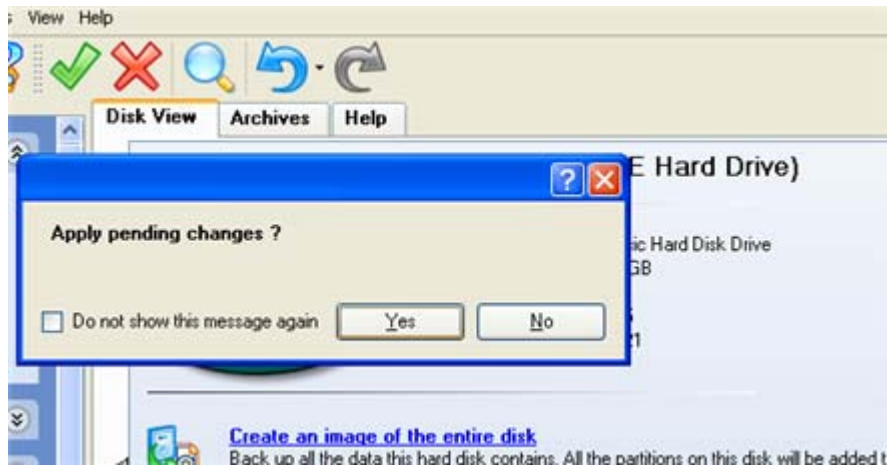 View Help
Disk View Archives Help
E Hard Drive)
Apply pending changes ?
ic Hard Disk Drive
GB
Do not show this message again Yes No
Create an image of the entire disk
Back up all the data this hard disk contains. All the partitions on this disk will be added t